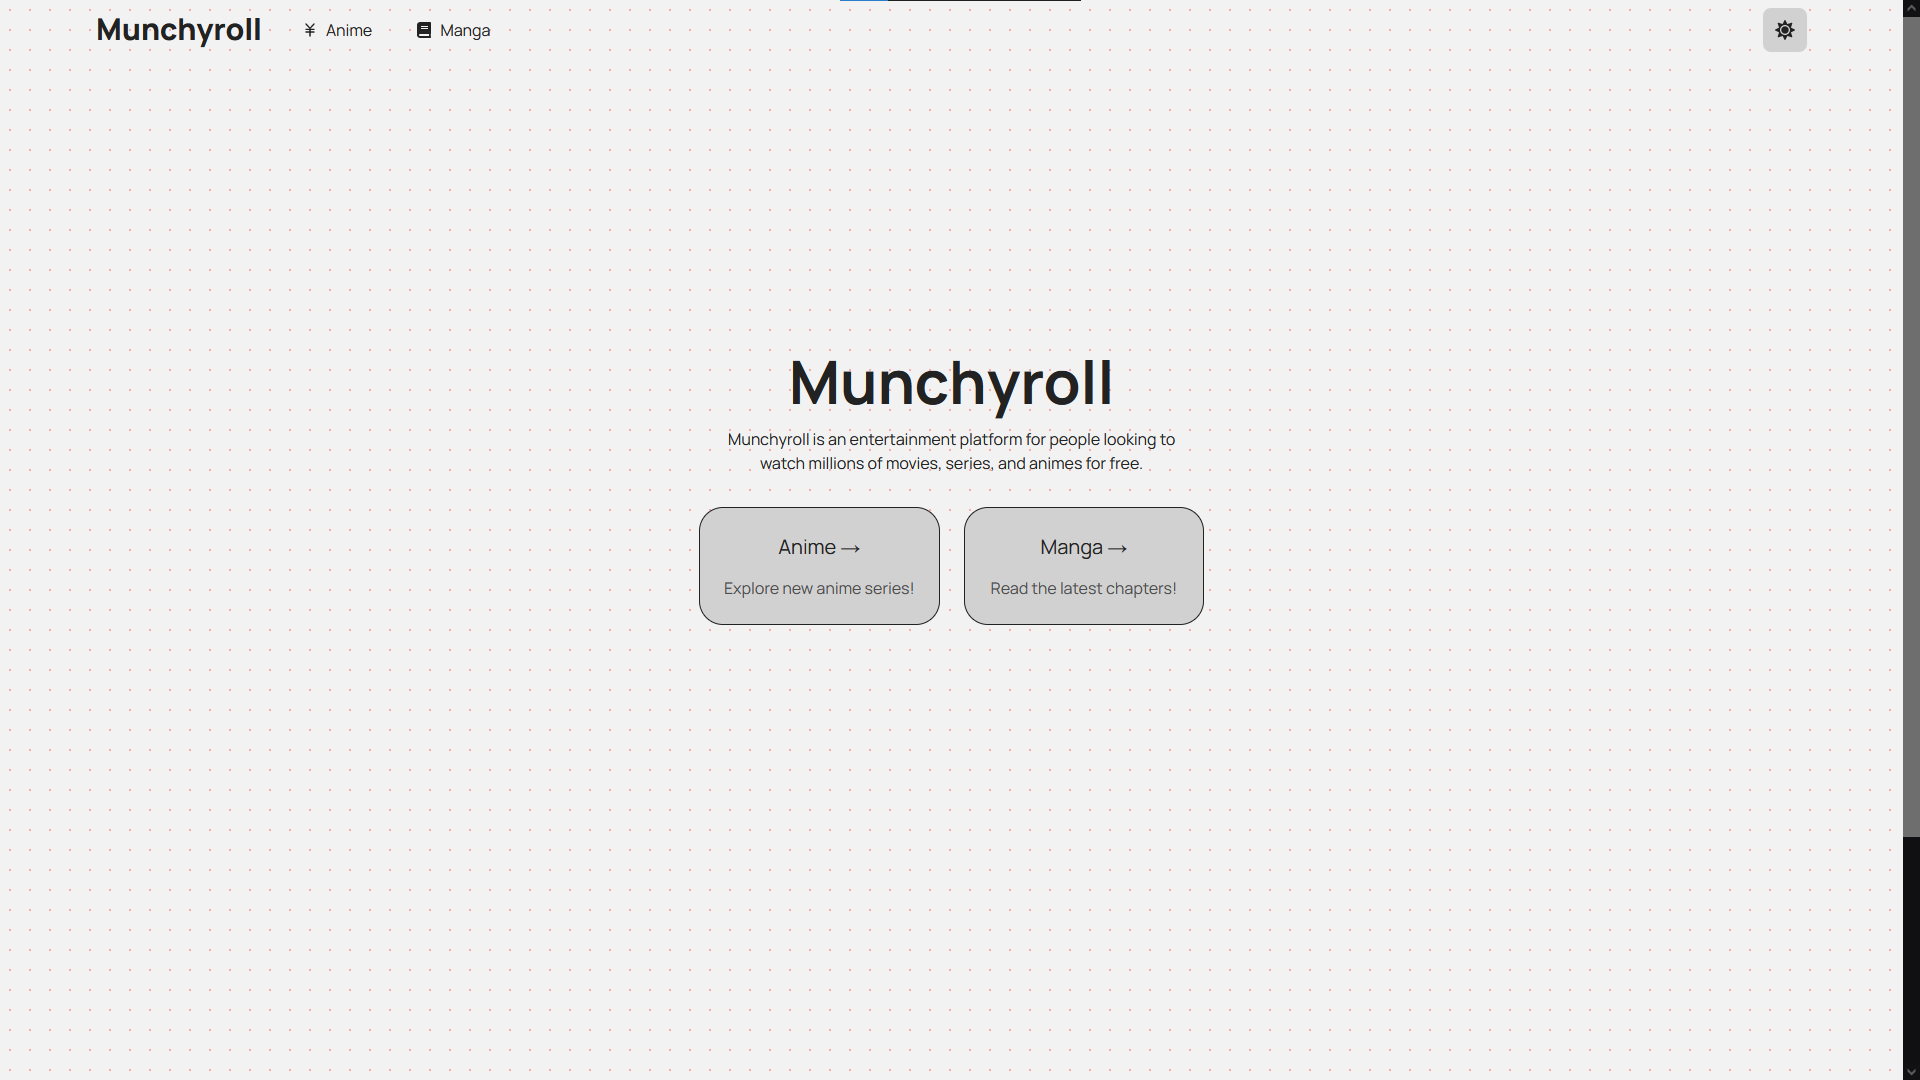 Munchyroll
¥ Anime
Manga
Munchyroll
Munchyroll is an entertainment platform for people looking to
watch millions of movies, series, and animes for free.
Anime →
Explore new anime series!
Manga →
Read the latest chapters!